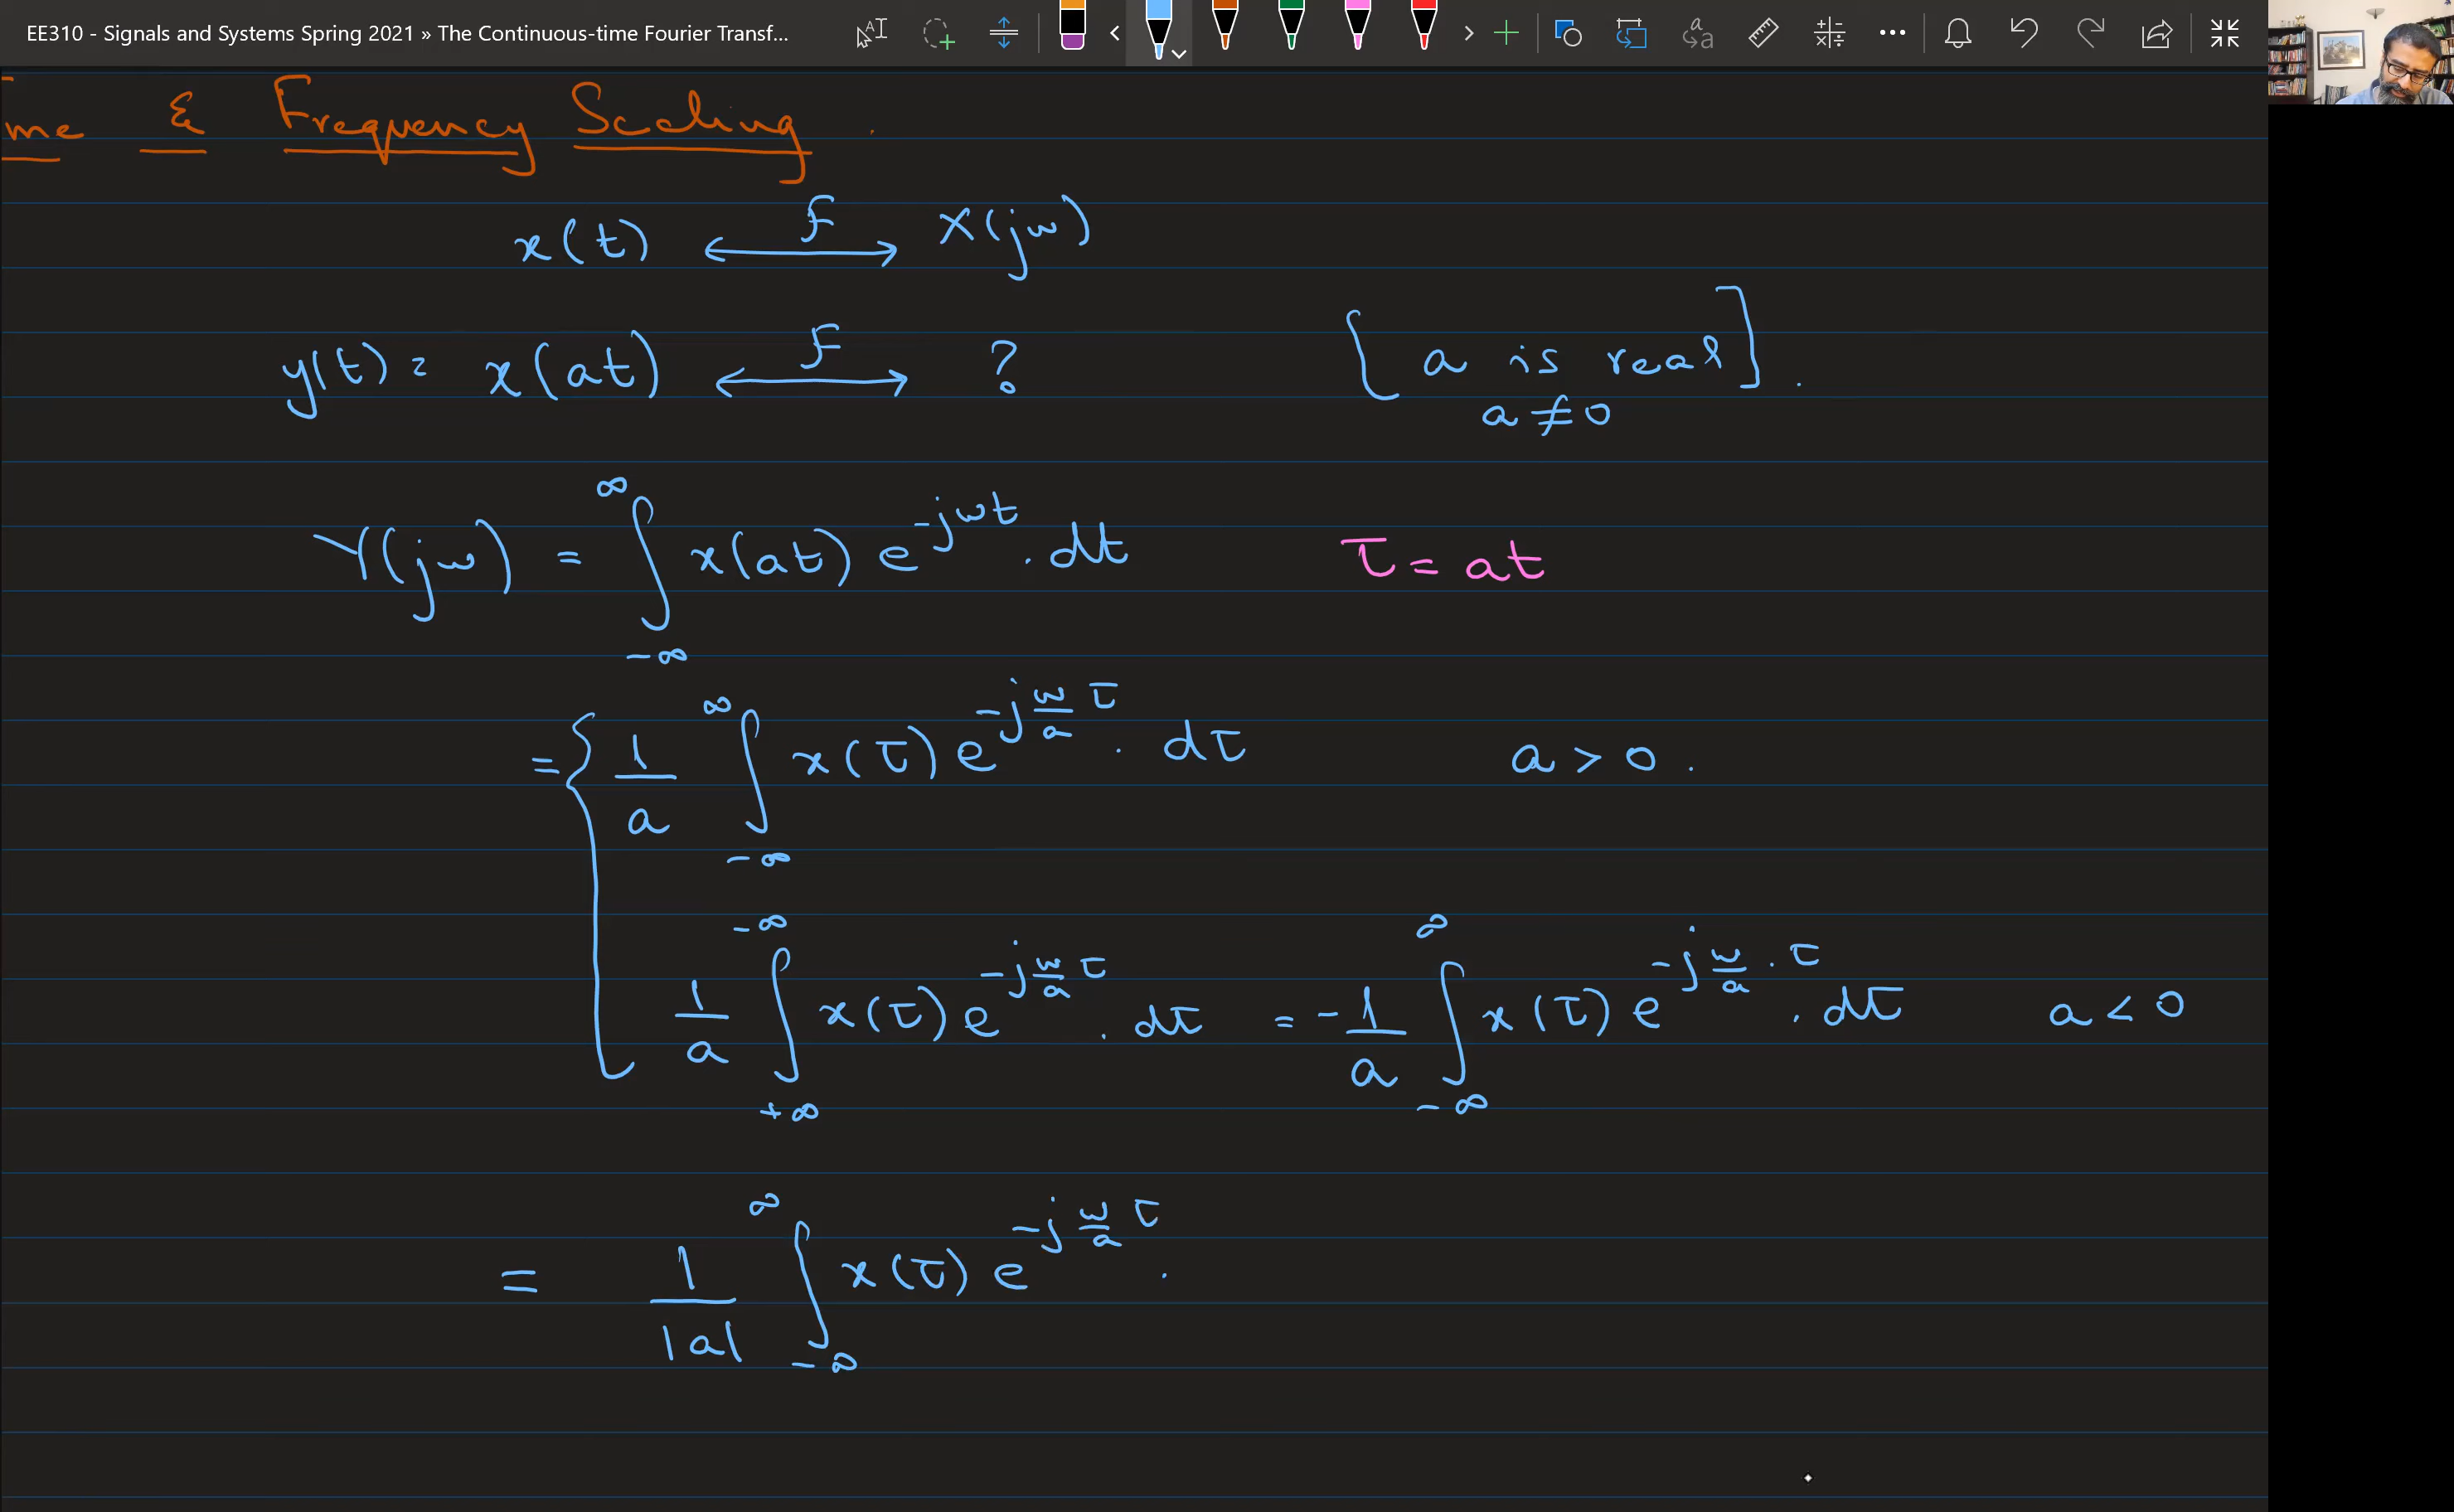 EE310 - Signals and Systems Spring 2021 » The Continuous-time Fourier Transf...
me & Frequency Scaling .
x(t) ⟷ F X(jω)
y(t) = x(at) ⟷ F ? [ a is real ] .
a ≠ 0
Y(jω) = ∫_{-∞}^{∞} x(at) e^{-jωt} . dt τ = at
= { 1/a ∫_{-∞}^{∞} x(τ) e^{-j ω/a τ} . dτ a > 0 .
1/a ∫_{+∞}^{-∞} x(τ) e^{-j ω/a τ} . dτ = - 1/a ∫_{-∞}^{∞} x(τ) e^{-j ω/a . τ} . dτ a < 0
= 1/|a| ∫_{-∞}^{∞} x(τ) e^{-j ω/a τ} .